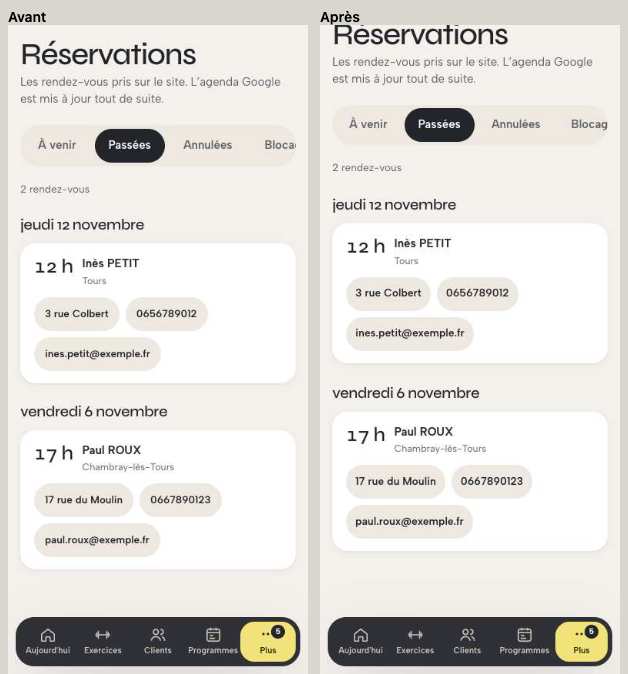 Avant
Réservations
Les rendez-vous pris sur le site. L'agenda Google
est mis à jour tout de suite.
À venir Passées Annulées Blocag
2 rendez-vous
jeudi 12 novembre
12 h Inès PETIT
Tours
3 rue Colbert 0656789012
ines.petit@exemple.fr
vendredi 6 novembre
17 h Paul ROUX
Chambray-lès-Tours
17 rue du Moulin 0667890123
paul.roux@exemple.fr
Aujourd'hui Exercices Clients Programmes Plus 5
Après
Réservations
Les rendez-vous pris sur le site. L'agenda Google
est mis à jour tout de suite.
À venir Passées Annulées Blocag
2 rendez-vous
jeudi 12 novembre
12 h Inès PETIT
Tours
3 rue Colbert 0656789012
ines.petit@exemple.fr
vendredi 6 novembre
17 h Paul ROUX
Chambray-lès-Tours
17 rue du Moulin 0667890123
paul.roux@exemple.fr
Aujourd'hui Exercices Clients Programmes Plus 5